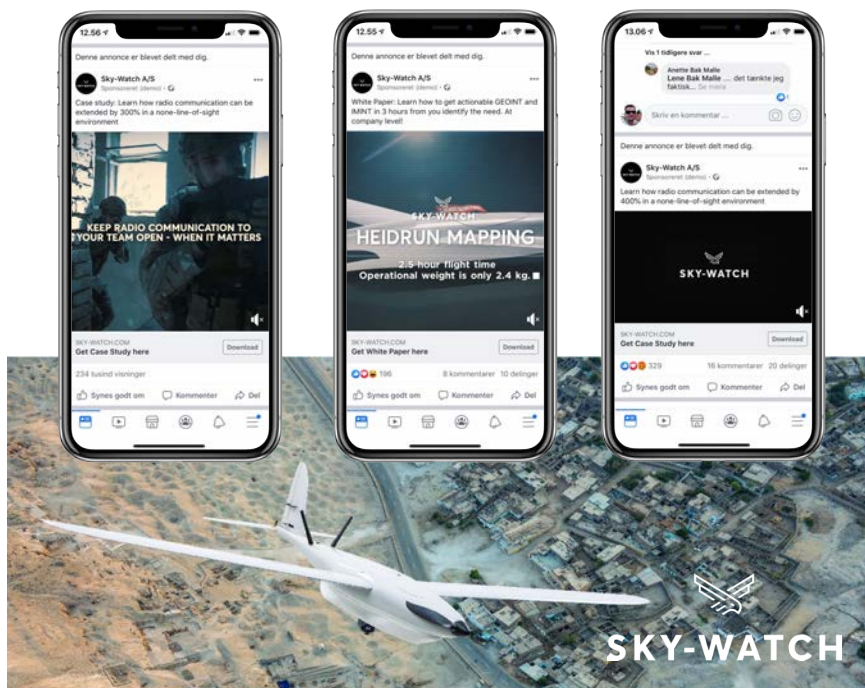 12.56
Denne annonce er blevet delt med dig.
Sky-Watch A/S
Sponsoreret (demo) ·
Case study: Learn how radio communication can be
extended by 300% in a none-line-of-sight
environment
KEEP RADIO COMMUNICATION TO
YOUR TEAM OPEN - WHEN IT MATTERS
SKY-WATCH.COM
Get Case Study here
Download
234 tusind visninger
Synes godt om
Kommenter
Del
12.55
Denne annonce er blevet delt med dig.
Sky-Watch A/S
Sponsoreret (demo) ·
White Paper: Learn how to get actionable GEOINT and
IMINT in 3 hours from you identify the need. At
company level!
SKY-WATCH
HEIDRUN MAPPING
2.5 hour flight time
Operational weight is only 2.4 kg.
SKY-WATCH.COM
Get White Paper here
Download
196
8 kommentarer 10 delinger
Synes godt om
Kommenter
Del
13.06
Vis 1 tidligere svar ...
Anette Bak Malle
Lene Bak Malle .... det tænkte jeg
faktisk... Se mere
1
Skriv en kommentar ...
Denne annonce er blevet delt med dig.
Sky-Watch A/S
Sponsoreret (demo) ·
Learn how radio communication can be extended by
400% in a none-line-of-sight environment
SKY-WATCH
SKY-WATCH.COM
Get Case Study here
Download
329
16 kommentarer 20 delinger
Synes godt om
Kommenter
Del
SKY-WATCH